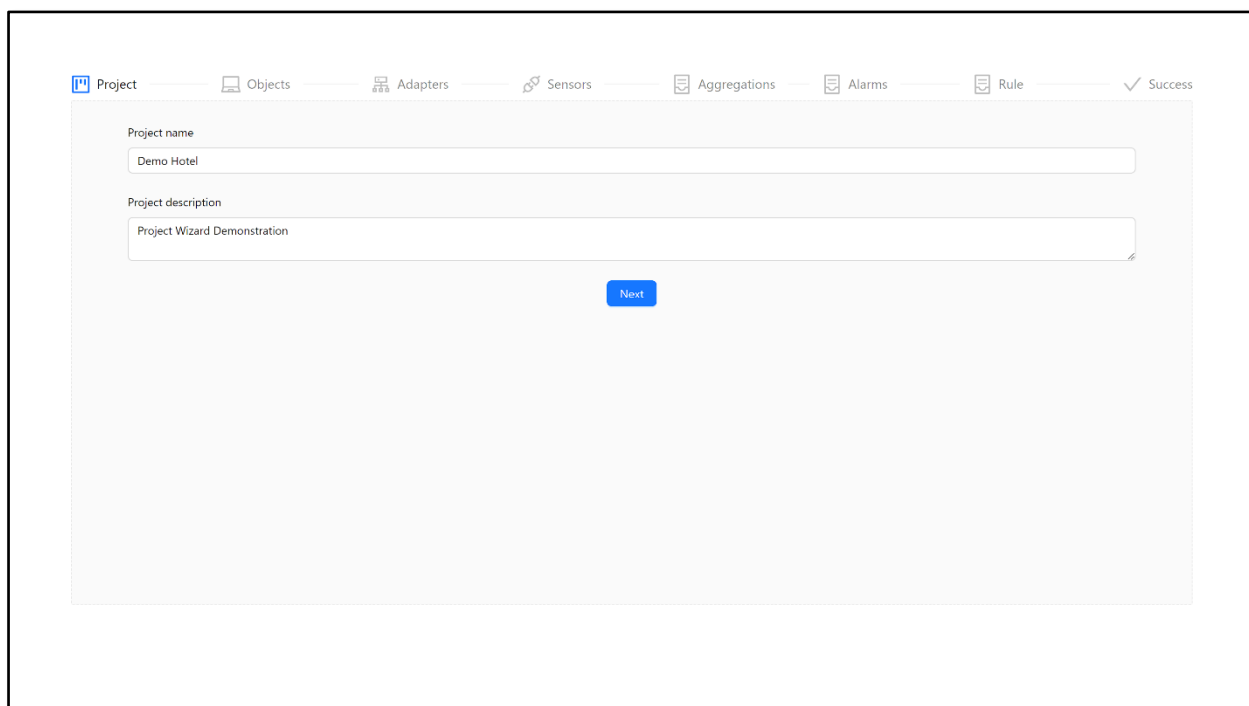 Project Objects Adapters Sensors Aggregations Alarms Rule Success
Project name
Demo Hotel
Project description
Project Wizard Demonstration
Next